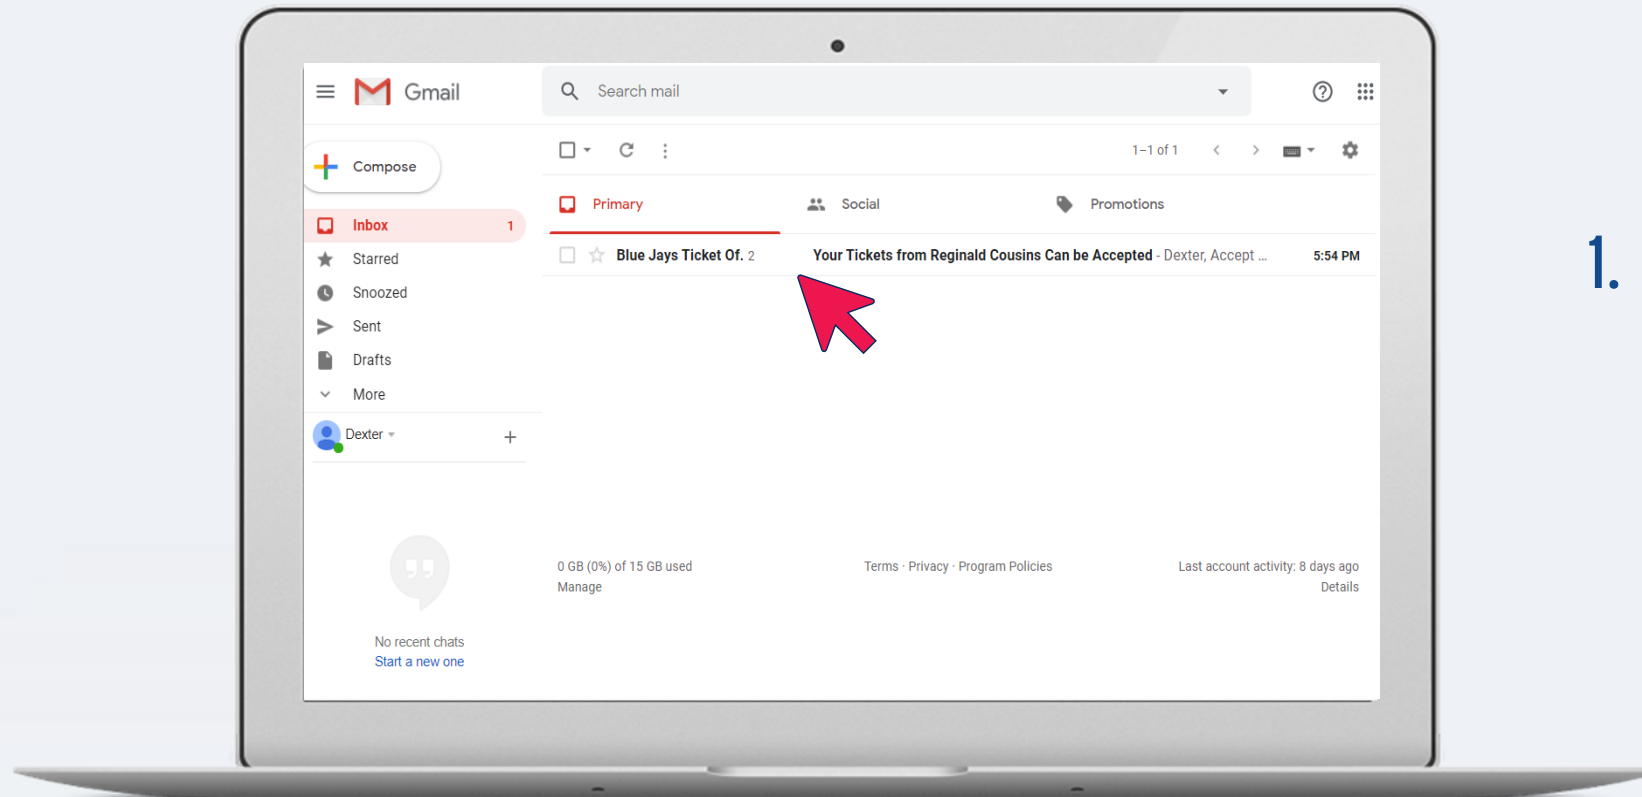 Gmail
Search mail
Compose
1–1 of 1
Primary
Social
Promotions
Inbox 1
Starred
Snoozed
Sent
Drafts
More
Blue Jays Ticket Of. 2 Your Tickets from Reginald Cousins Can be Accepted - Dexter, Accept ... 5:54 PM
1.
Dexter
0 GB (0%) of 15 GB used
Manage
Terms · Privacy · Program Policies
Last account activity: 8 days ago
Details
No recent chats
Start a new one